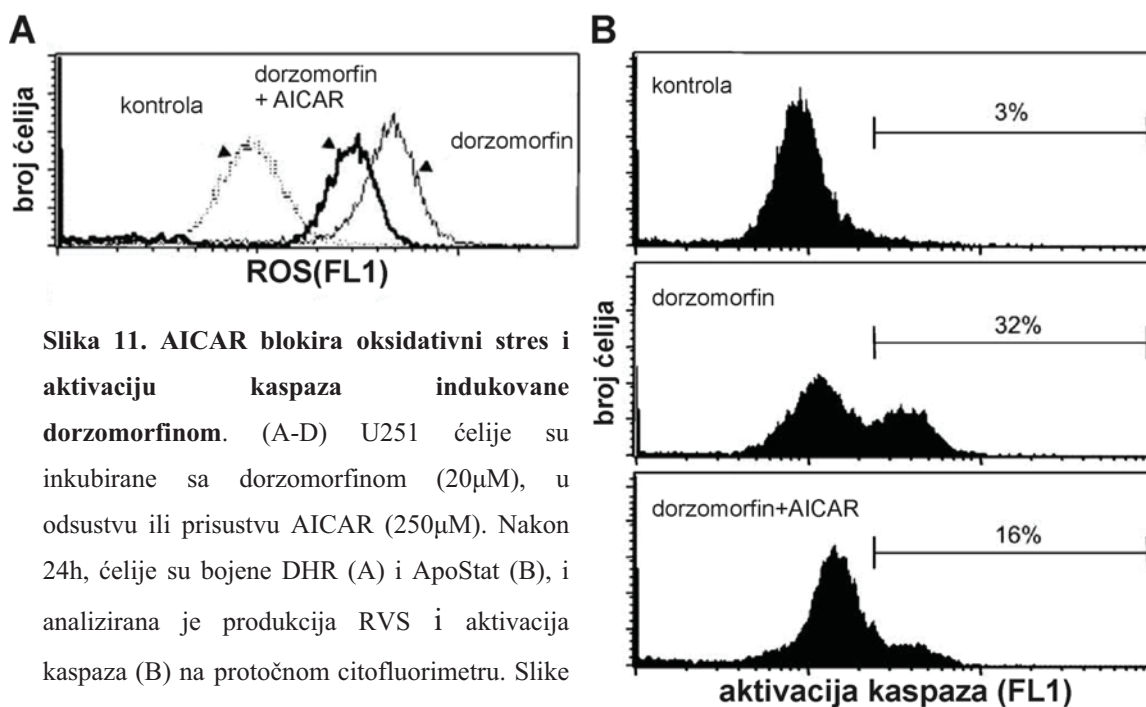 A
kontrola
dorzomorfin
+ AICAR
dorzomorfin
broj ćelija
ROS(FL1)
Slika 11. AICAR blokira oksidativni stres i
aktivaciju kaspaza indukovane
dorzomorfinom. (A-D) U251 ćelije su
inkubirane sa dorzomorfinom (20µM), u
odsustvu ili prisustvu AICAR (250µM). Nakon
24h, ćelije su bojene DHR (A) i ApoStat (B), i
analizirana je produkcija RVS i aktivacija
kaspaza (B) na protočnom citofluorimetru. Slike
B
kontrola
3%
dorzomorfin
32%
dorzomorfin+AICAR
16%
broj ćelija
aktivacija kaspaza (FL1)